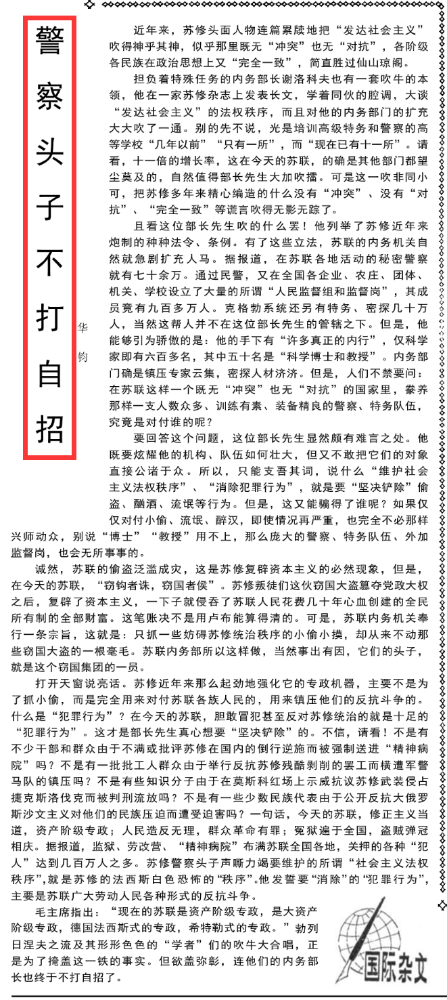 警察头子不打自招
华钧
近年来，苏修头面人物连篇累牍地把“发达社会主义”
吹得神乎其神，似乎那里既无“冲突”也无“对抗”，各阶级
各民族在政治思想上又“完全一致”，简直胜过仙山琼阁。
担负着特殊任务的内务部长谢洛科夫也有一套吹牛的本
领，他在一家苏修杂志上发表长文，学着同伙的腔调，大谈
“发达社会主义”的法权秩序，而且对他的内务部门的扩充
大大吹了一通。别的先不说，光是培训高级特务和警察的高
等学校“几年以前”“只有一所”，而“现在已有十一所”。请
看，十一倍的增长率，这在今天的苏联，的确是其他部门都望
尘莫及的，自然值得部长先生大加吹擂。可是这一吹非同小
可，把苏修多年来精心编造的什么没有“冲突”、没有“对
抗”、“完全一致”等谎言吹得无影无踪了。
且看这位部长先生吹的什么罢！他列举了苏修近年来
炮制的种种法令、条例。有了这些立法，苏联的内务机关自
然就急剧扩充人马。据报道，在苏联各地活动的秘密警察
就有七十余万。通过民警，又在全国各企业、农庄、团体、
机关、学校设立了大量的所谓“人民监督组和监督岗”，其成
员竟有九百多万人。克格勃系统还另有特务、密探几十万
人，当然这帮人并不在这位部长先生的管辖之下。但是，他
能够引为骄傲的是：他的手下有“许多真正的内行”，仅科学
家即有六百多名，其中五十名是“科学博士和教授”。内务部
门确是镇压专家云集，密探人材济济。但是，人们不禁要问：
在苏联这样一个既无“冲突”也无“对抗”的国家里，豢养
那样一支人数众多、训练有素、装备精良的警察、特务队伍，
究竟是对付谁的呢？
要回答这个问题，这位部长先生显然颇有难言之处。他
既要炫耀他的机构、队伍如何壮大，但又不敢把它们的对象
直接公诸于众。所以，只能支吾其词，说什么“维护社会
主义法权秩序”、“消除犯罪行为”，就是要“坚决铲除”偷
盗、酗酒、流氓等行为。但是，这又能骗得了谁呢？如果仅
仅对付小偷、流氓、醉汉，即使情况再严重，也完全不必那样
兴师动众，别说“博士”“教授”用不上，那么庞大的警察、特务队伍、外加
监督岗，也会无所事事的。
诚然，苏联的偷盗泛滥成灾，这是苏修复辟资本主义的必然现象，但是，
在今天的苏联，“窃钩者诛，窃国者侯”。苏修叛徒们这伙窃国大盗篡夺党政大权
之后，复辟了资本主义，一下子就侵吞了苏联人民花费几十年心血创建的全民
所有制的全部财富。这笔账决不是用卢布能算得清的。可是，苏联内务机关奉
行一条宗旨，这就是：只抓一些妨碍苏修统治秩序的小偷小摸，却从来不动那
些窃国大盗的一根毫毛。苏联内务部所以这样做，当然事出有因，它们的头子，
就是这个窃国集团的一员。
打开天窗说亮话。苏修近年来那么起劲地强化它的专政机器，主要不是为
了抓小偷，而是完全用来对付苏联各族人民的，用来镇压他们的反抗斗争的。
什么是“犯罪行为”？在今天的苏联，胆敢冒犯甚至反对苏修统治的就是十足的
“犯罪行为”。这才是部长先生真心想要“坚决铲除”的。不信，请看！不是有
不少干部和群众由于不满或批评苏修在国内的倒行逆施而被强制送进“精神病
院”吗？不是有一批批工人群众由于举行反抗苏修残酷剥削的罢工而横遭军警
马队的镇压吗？不是有些知识分子由于在莫斯科红场上示威抗议苏修武装侵占
捷克斯洛伐克而被判刑流放吗？不是有一些少数民族代表由于公开反抗大俄罗
斯沙文主义对他们的民族压迫而遭受迫害吗？一句话，今天的苏联，修正主义当
道，资产阶级专政；人民造反无理，群众革命有罪；冤狱遍于全国，盗贼弹冠
相庆。据报道，监狱、劳改营、“精神病院”布满苏联全国各地，关押的各种“犯
人”达到几百万人之多。苏修警察头子声嘶力竭要维护的所谓“社会主义法权
秩序”，就是苏修的法西斯白色恐怖的“秩序”。他发誓要“消除”的“犯罪行为”，
主要是苏联广大劳动人民各种形式的反抗斗争。
毛主席指出：“现在的苏联是资产阶级专政，是大资产
阶级专政，德国法西斯式的专政，希特勒式的专政。”勃列
日涅夫之流及其形形色色的“学者”们的吹牛大合唱，正
是为了掩盖这一铁的事实。但欲盖弥彰，连他们的内务部
长也终于不打自招了。
国际杂文